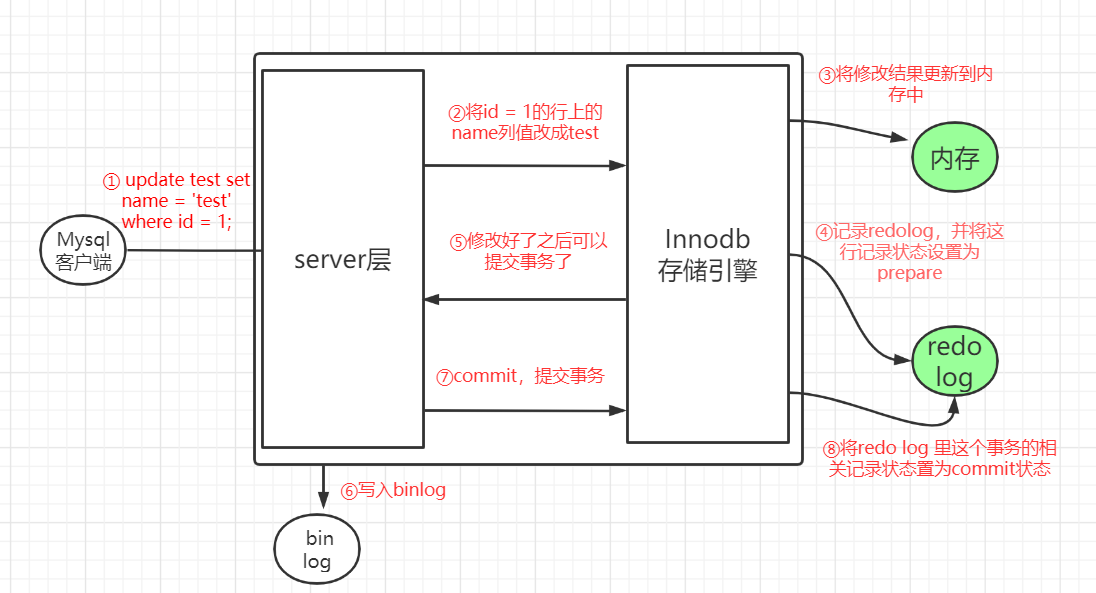 ① update test set
name = 'test'
where id = 1;
Mysql
客户端
server层
②将id = 1的行上的
name列值改成test
⑤修改好了之后可以
提交事务了
⑦commit，提交事务
Innodb
存储引擎
③将修改结果更新到内
存中
内存
④记录redolog，并将这
行记录状态设置为
prepare
redo
log
⑧将redo log 里这个事务的相
关记录状态置为commit状态
⑥写入binlog
bin
log